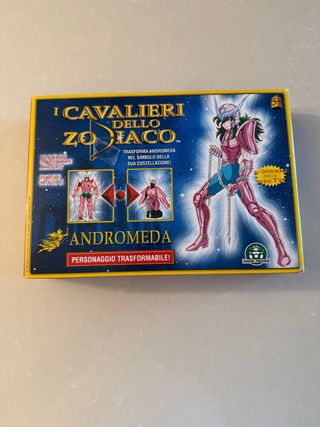 I CAVALIERI
DELLO
ZODIACO
TRASFORMA ANDROMEDA
NEL SIMBOLO DELLA
SUA COSTELLAZIONE!
ANDROMEDA
PERSONAGGIO TRASFORMABILE!